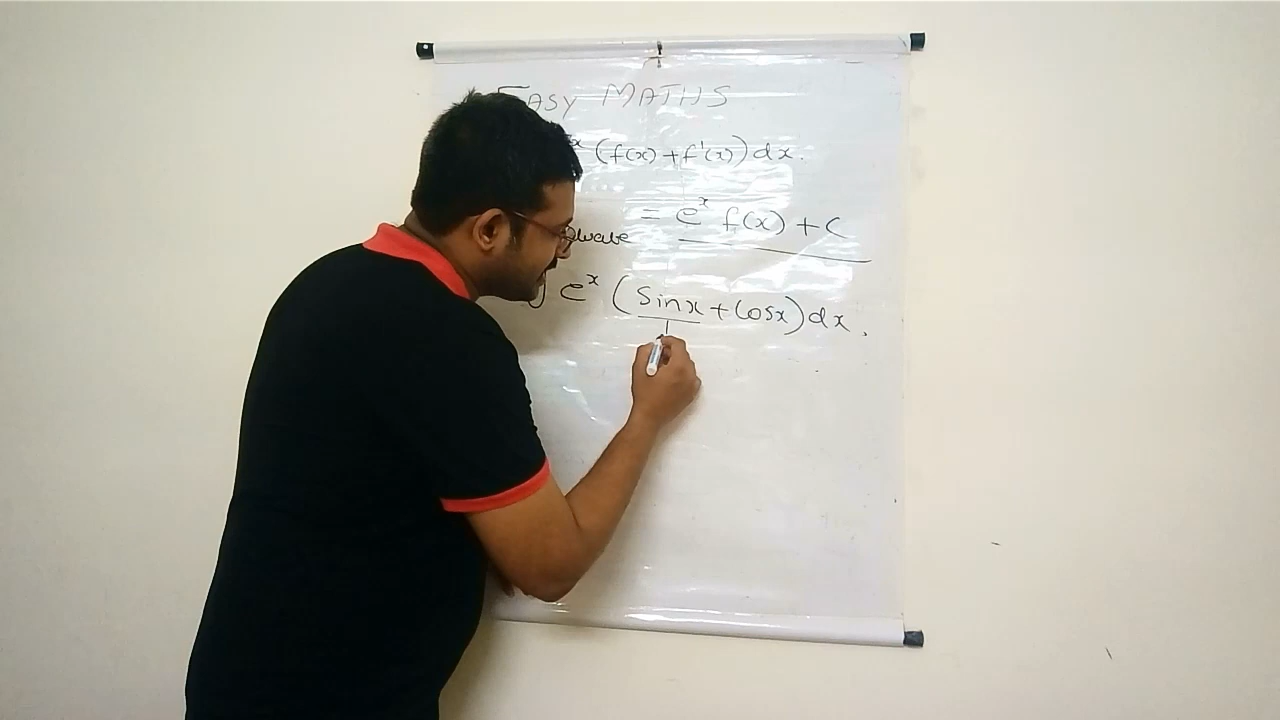 EASY MATHS
x (f(x) + f'(x)) dx.
= e^x f(x) + C
∫ e^x (sinx + cosx) dx.